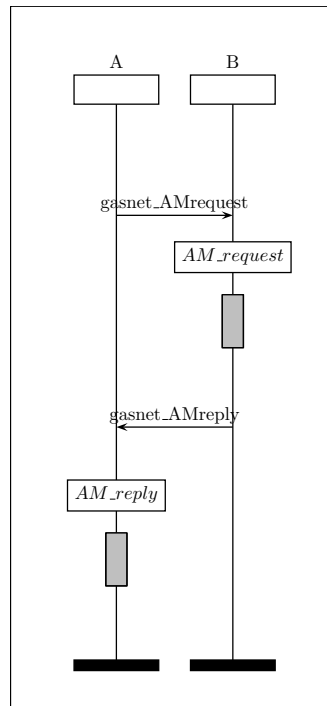 A
B
gasnet_AMrequest
AM_request
gasnet_AMreply
AM_reply